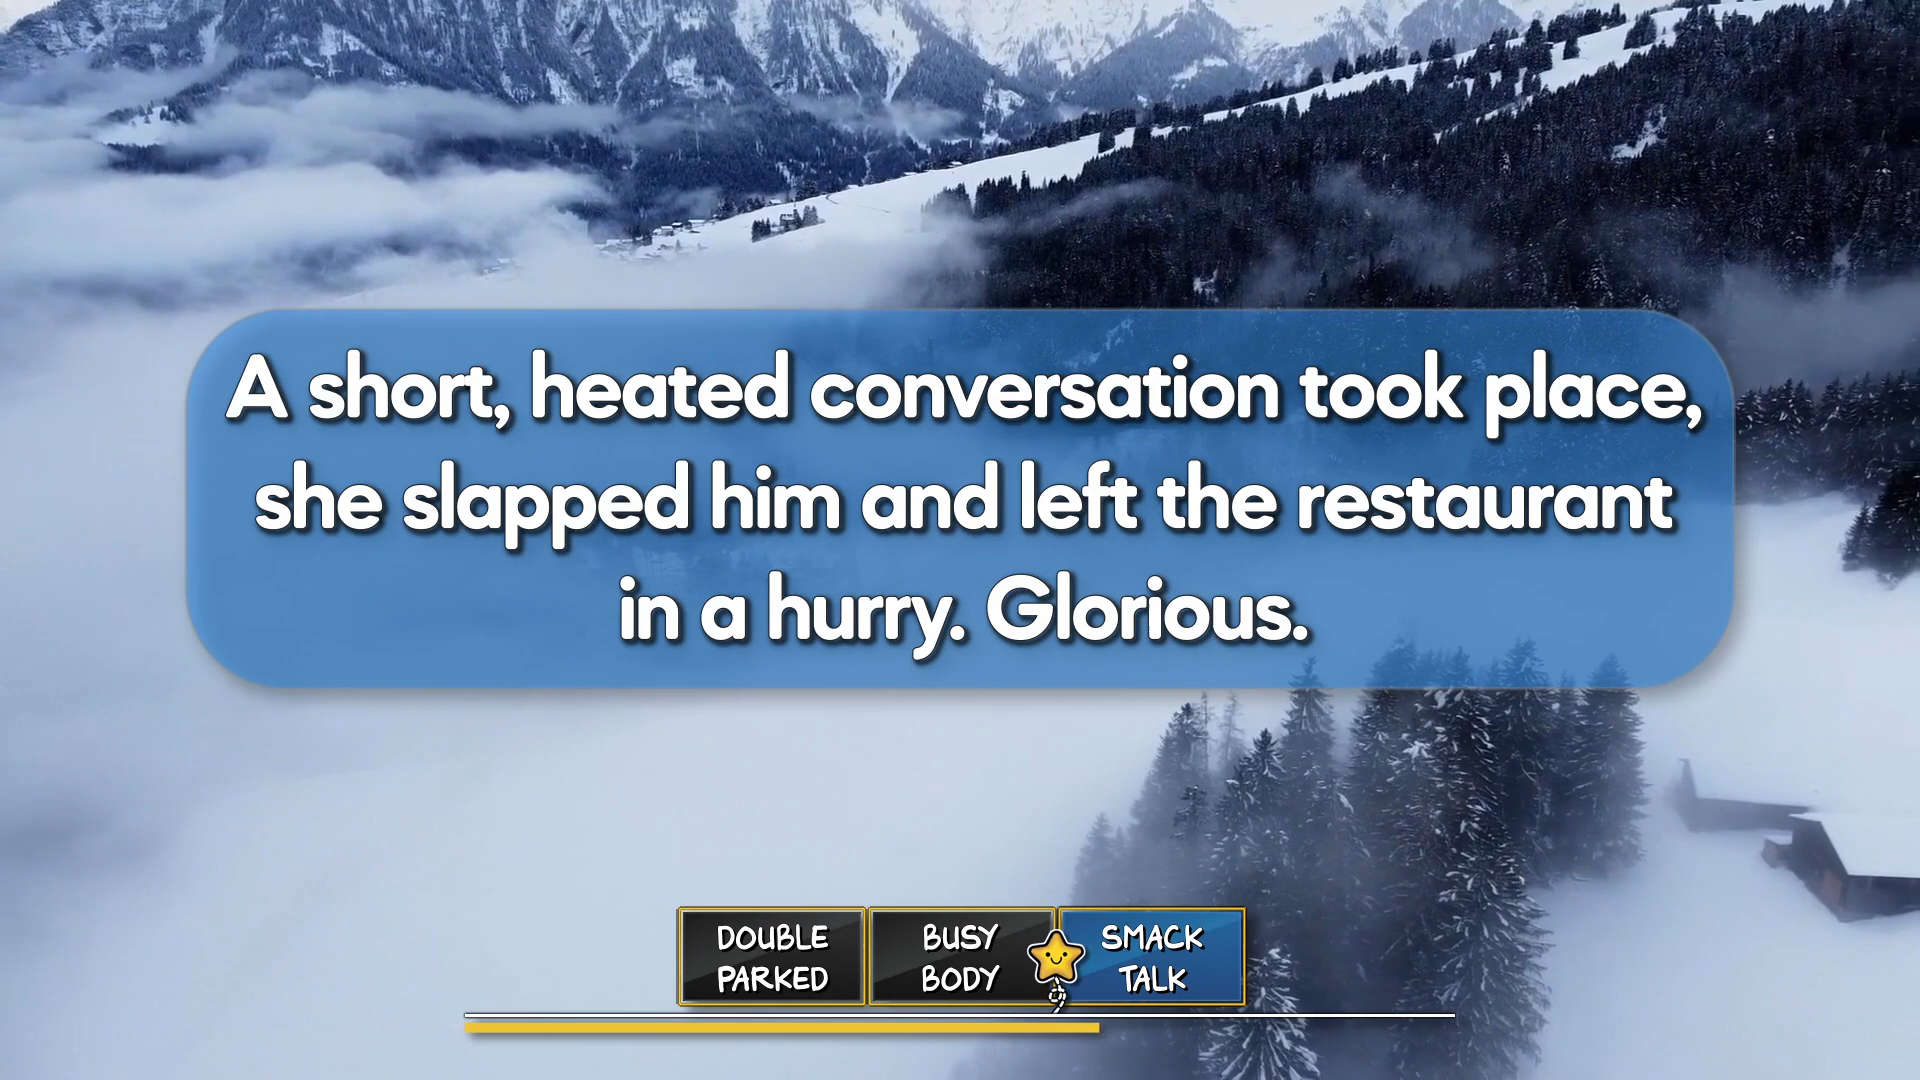 A short, heated conversation took place,
she slapped him and left the restaurant
in a hurry. Glorious.
DOUBLE
PARKED
BUSY
BODY
SMACK
TALK